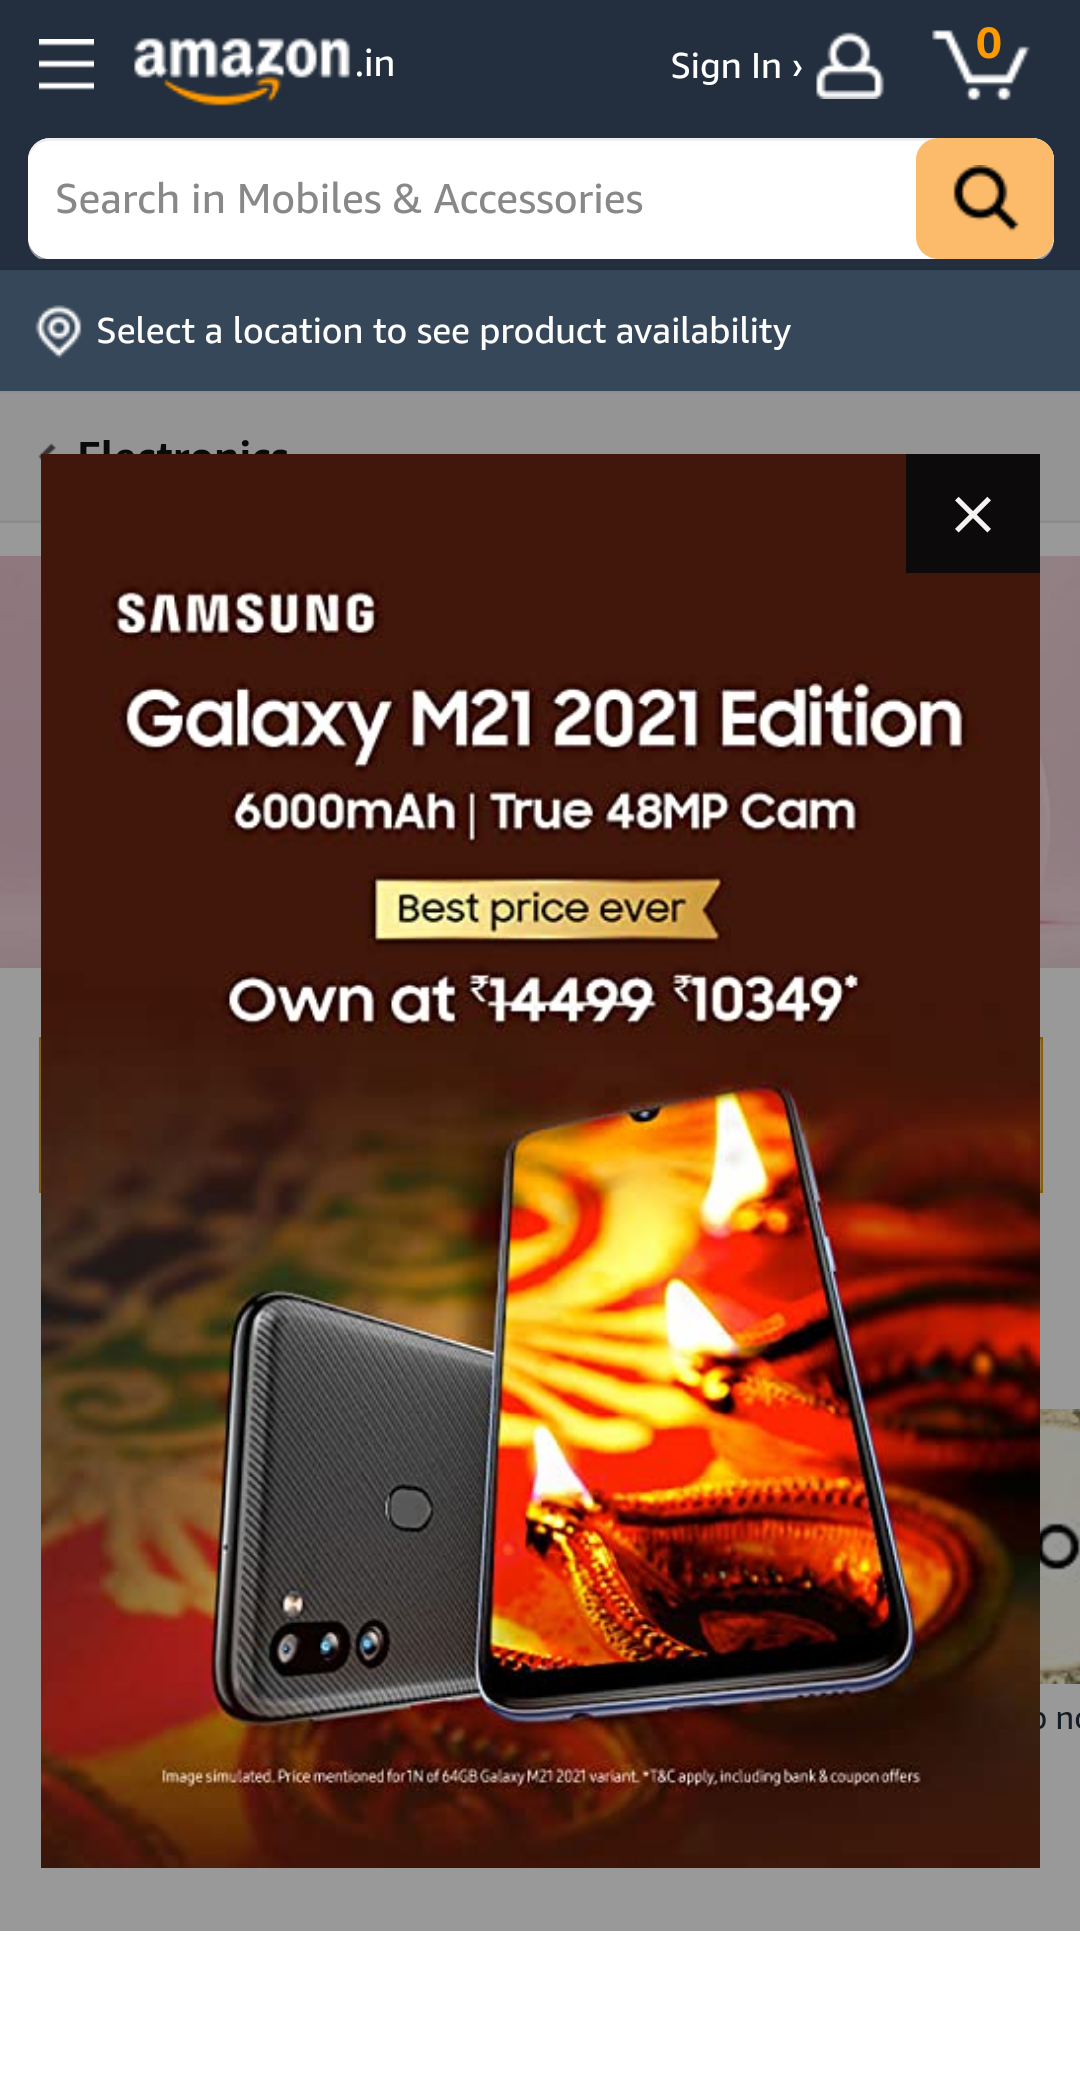 amazon.in
Sign In ›
0
Search in Mobiles & Accessories
Select a location to see product availability
Electronics
SAMSUNG
Galaxy M21 2021 Edition
6000mAh | True 48MP Cam
Best price ever
Own at ₹14499 ₹10349*
Image simulated. Price mentioned for 1N of 64GB Galaxy M21 2021 variant. *T&C apply, including bank & coupon offers